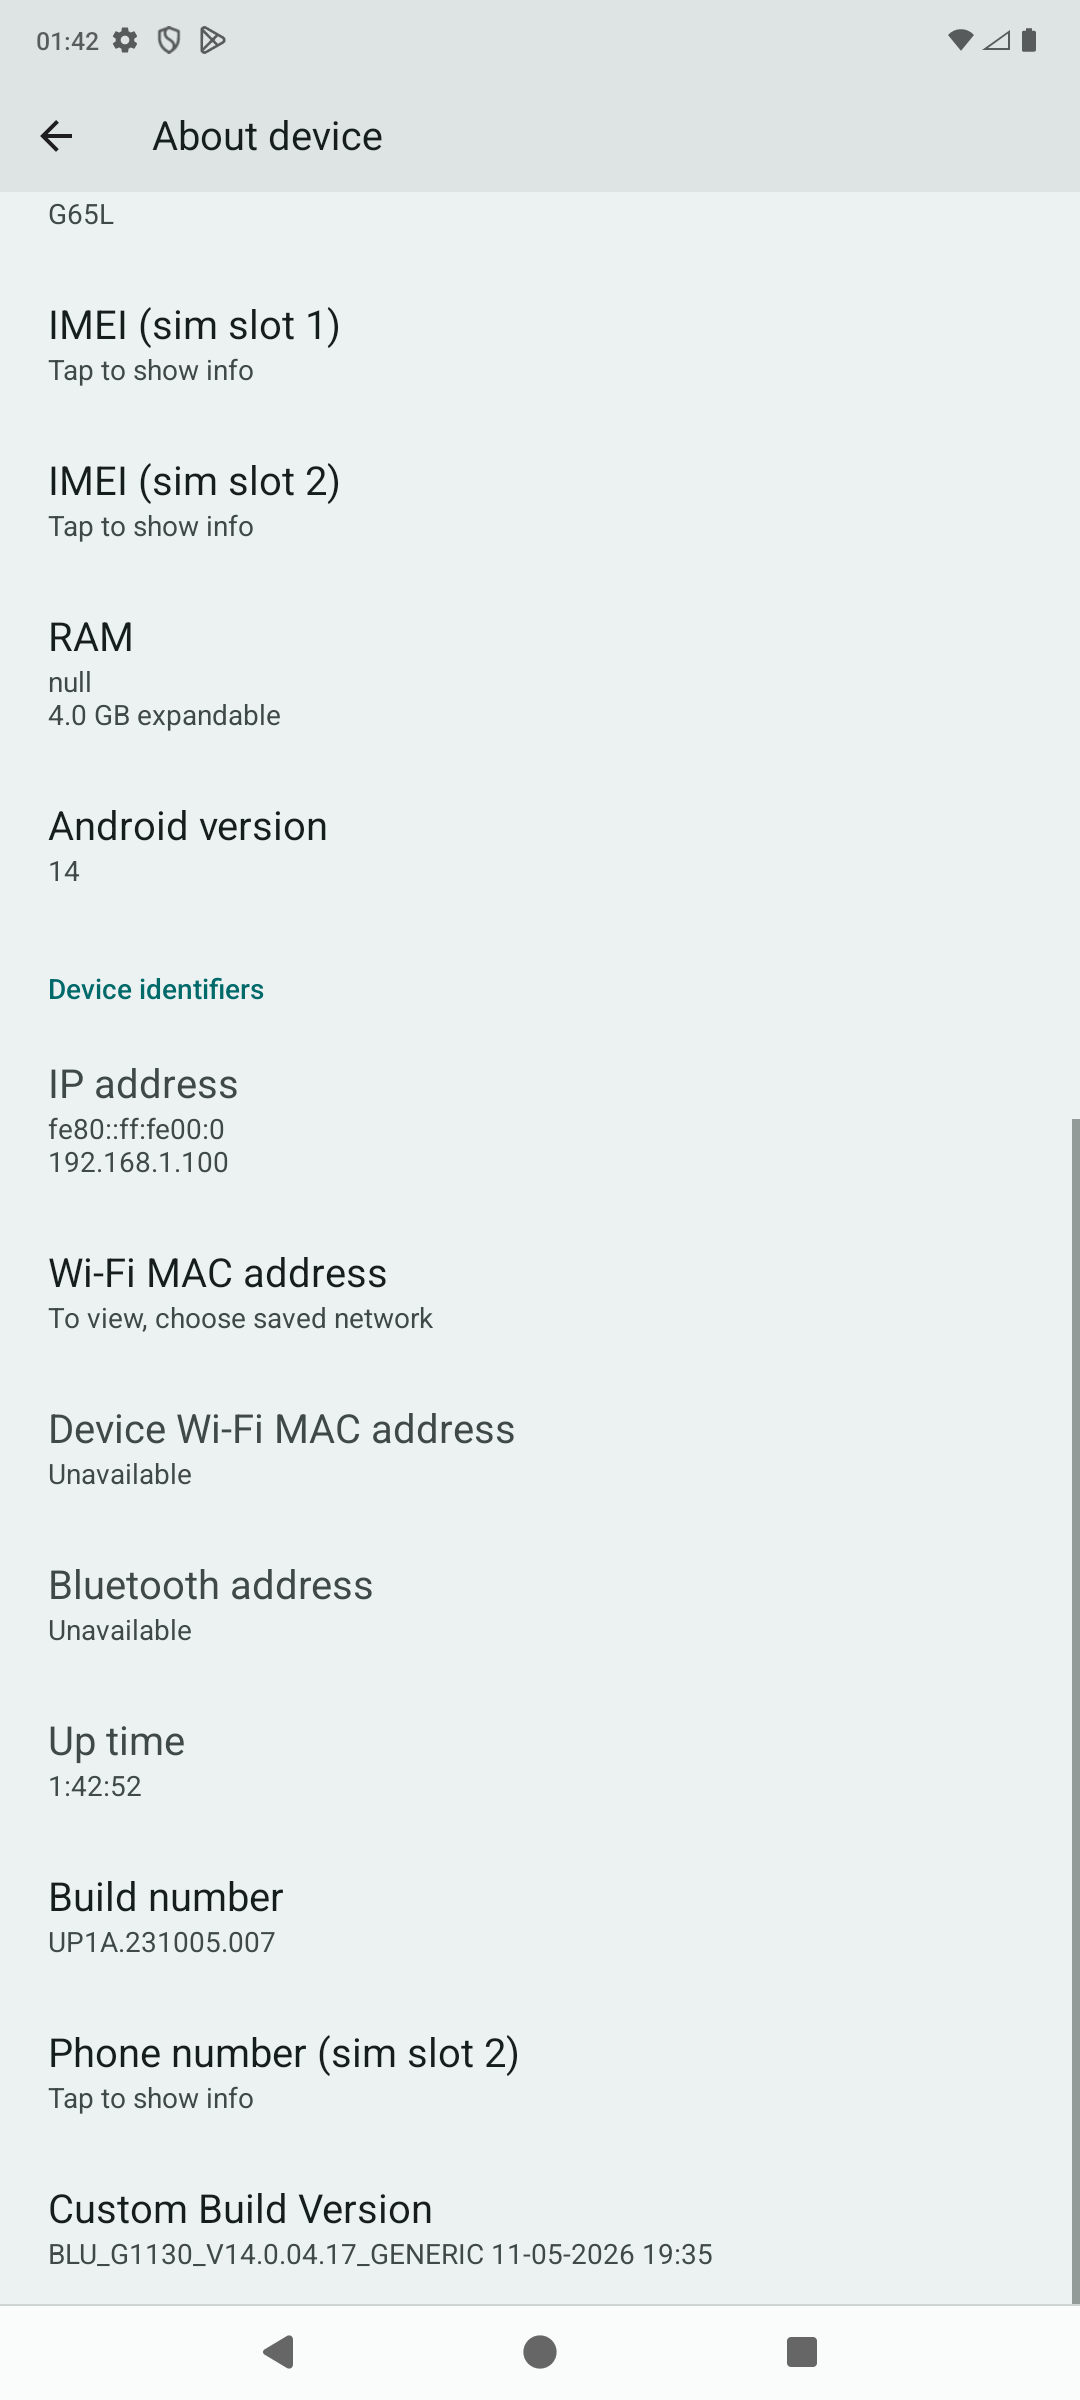 01:42
About device
G65L
IMEI (sim slot 1)
Tap to show info
IMEI (sim slot 2)
Tap to show info
RAM
null
4.0 GB expandable
Android version
14
Device identifiers
IP address
fe80::ff:fe00:0
192.168.1.100
Wi-Fi MAC address
To view, choose saved network
Device Wi-Fi MAC address
Unavailable
Bluetooth address
Unavailable
Up time
1:42:52
Build number
UP1A.231005.007
Phone number (sim slot 2)
Tap to show info
Custom Build Version
BLU_G1130_V14.0.04.17_GENERIC 11-05-2026 19:35